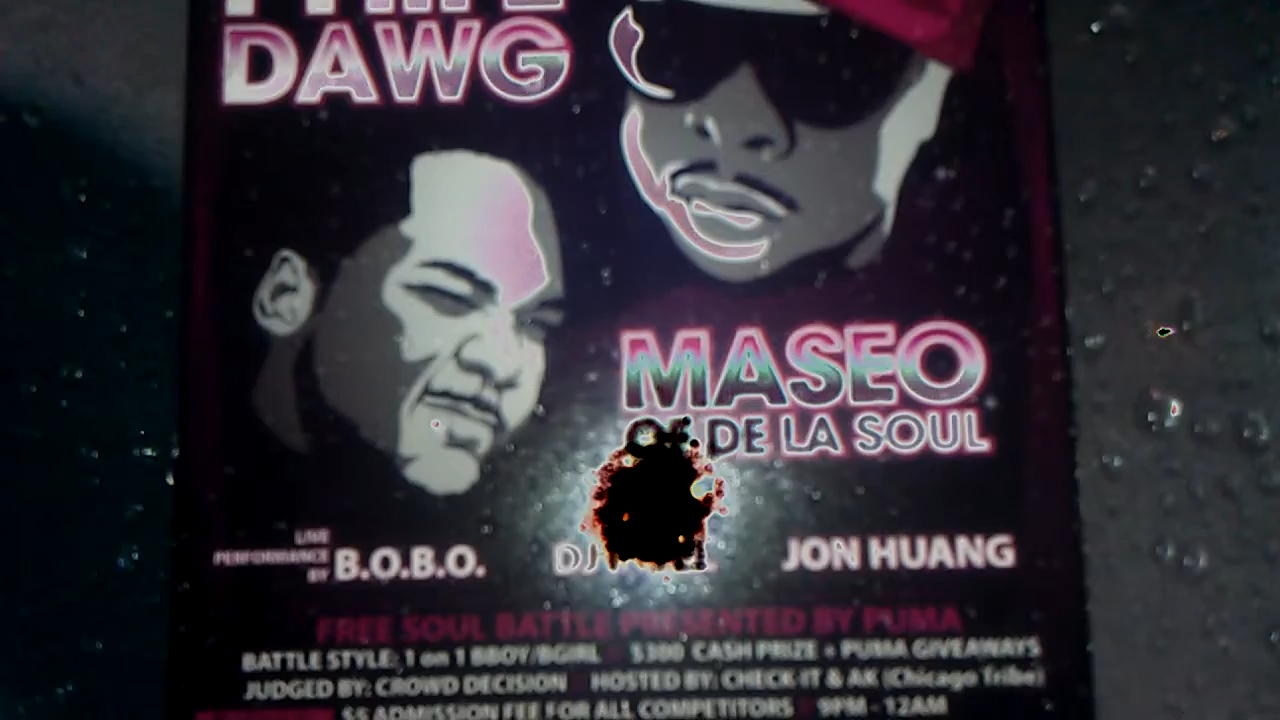 DAWG
MASEO
OF DE LA SOUL
LIVE
PERFORMANCE
BY B.O.B.O.
DJ
JON HUANG
FREE SOUL BATTLE PRESENTED BY PUMA
BATTLE STYLE: 1 on 1 BBOY/BGIRL $300 CASH PRIZE + PUMA GIVEAWAYS
JUDGED BY: CROWD DECISION HOSTED BY: CHECK IT & AK (Chicago Tribe)
$5 ADMISSION FEE FOR ALL COMPETITORS 9PM - 12AM